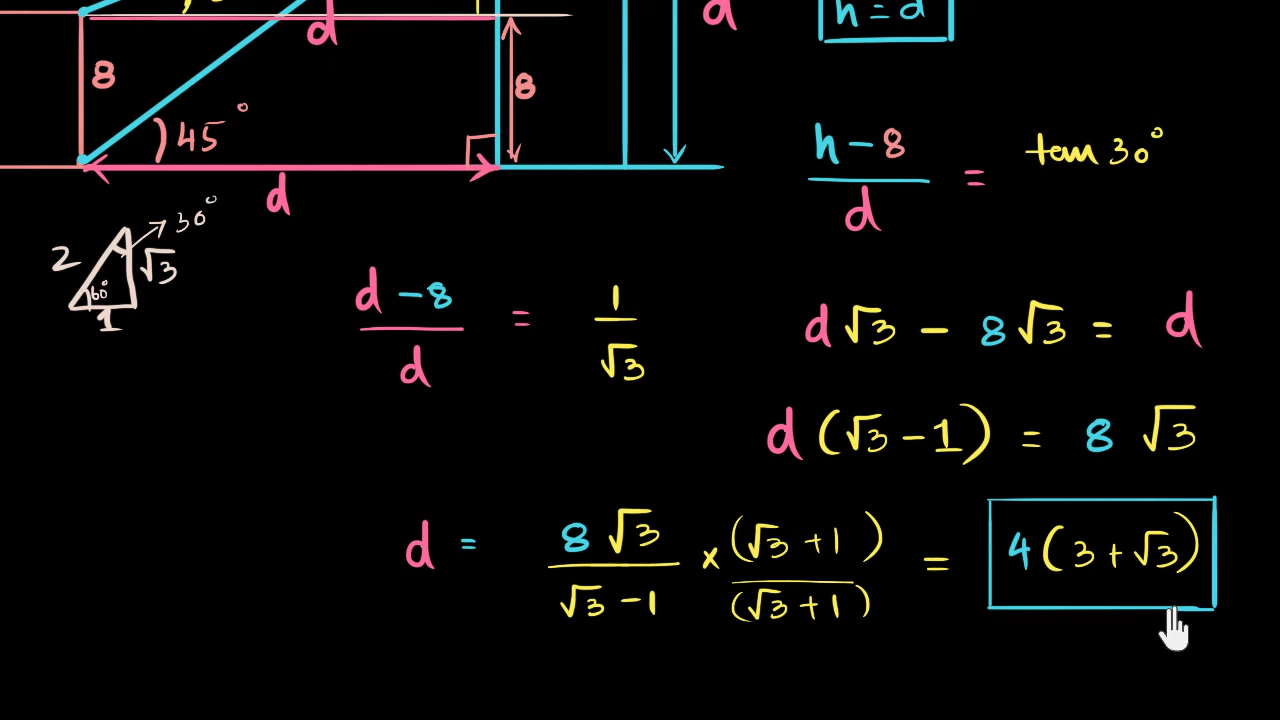 d
d
h = d
8
8
45°
d
h - 8 / d = tan 30°
2
30°
√3
60°
1
d - 8 / d = 1 / √3
d √3 - 8 √3 = d
d (√3 - 1) = 8 √3
d = 8 √3 / √3 - 1 × (√3 + 1) / (√3 + 1) = 4 (3 + √3)